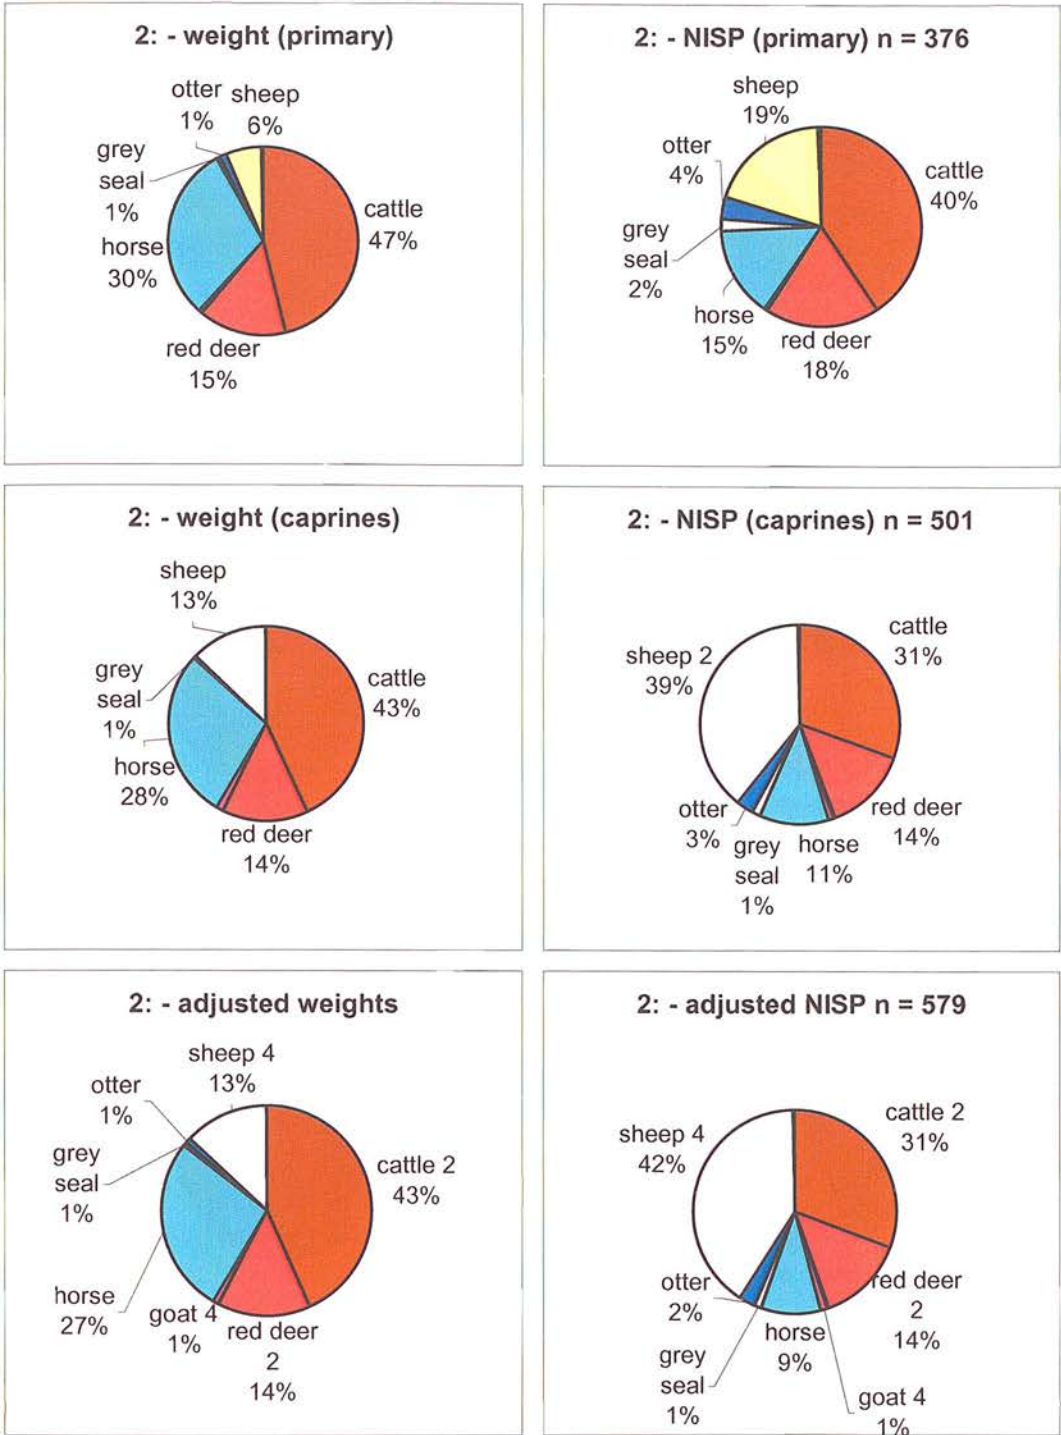 2: - weight (primary)
otter
1%
sheep
6%
grey
seal
1%
cattle
47%
horse
30%
red deer
15%
2: - NISP (primary) n = 376
sheep
19%
otter
4%
cattle
40%
grey
seal
2%
horse
15%
red deer
18%
2: - weight (caprines)
sheep
13%
grey
seal
1%
cattle
43%
horse
28%
red deer
14%
2: - NISP (caprines) n = 501
cattle
31%
sheep 2
39%
red deer
14%
otter
3%
grey
seal
1%
horse
11%
2: - adjusted weights
sheep 4
13%
otter
1%
grey
seal
1%
cattle 2
43%
horse
27%
goat 4
1%
red deer
2
14%
2: - adjusted NISP n = 579
cattle 2
31%
sheep 4
42%
red deer
2
14%
otter
2%
horse
9%
grey
seal
1%
goat 4
1%